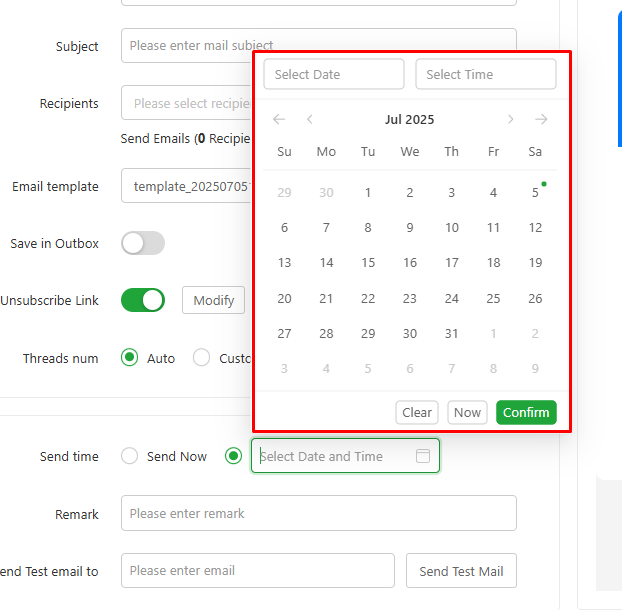 Subject
Please enter mail subject
Select Date
Select Time
Recipients
Please select recipie
Jul 2025
Send Emails (0 Recipie
Su Mo Tu We Th Fr Sa
Email template
template_20250705
29 30 1 2 3 4 5
6 7 8 9 10 11 12
Save in Outbox
13 14 15 16 17 18 19
Unsubscribe Link
Modify
20 21 22 23 24 25 26
27 28 29 30 31 1 2
Threads num
Auto
Custo
3 4 5 6 7 8 9
Clear
Now
Confirm
Send time
Send Now
Select Date and Time
Remark
Please enter remark
end Test email to
Please enter email
Send Test Mail